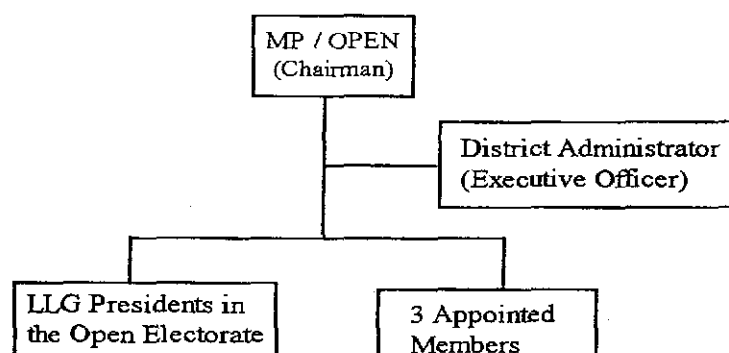 MP / OPEN
(Chairman)
District Administrator
(Executive Officer)
LLG Presidents in
the Open Electorate
3 Appointed
Members